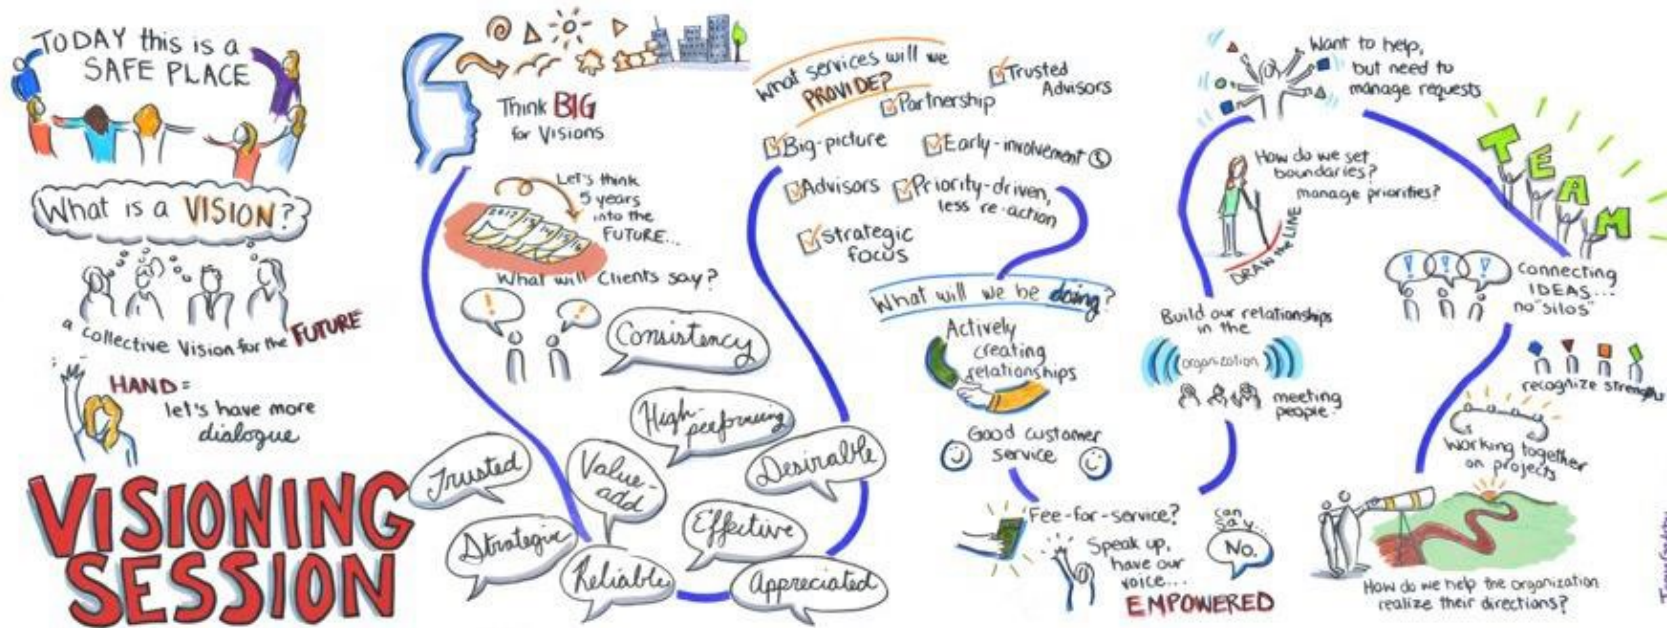 TODAY this is a
SAFE PLACE
What is a VISION?
a collective Vision for the FUTURE
HAND =
let's have more
dialogue
VISIONING
SESSION
Think BIG
for Visions
Let's think
5 years
into the
FUTURE...
2012
What will clients say?
Consistency
High-
performing
Trusted
Value-
add
Desirable
Strategic
Effective
Reliable
Appreciated
What services will we
PROVIDE?
Trusted
Advisors
Partnership
Big-picture
Early-involvement
Advisors
Priority-driven,
less re-action
Strategic
focus
What will we be doing?
Actively
creating
relationships
Good customer
service
Fee-for-service?
Speak up,
have our
voice...
EMPOWERED
can
say...
No.
Build our relationships
in the
organization
meeting
people.
How do we set
boundaries?
manage priorities?
DRAW the LINE
Want to help,
but need to
manage requests
TEAM
connecting
IDEAS...
no "silos"
recognize strengths
Working together
on projects
How do we help the organization
realize their directions?